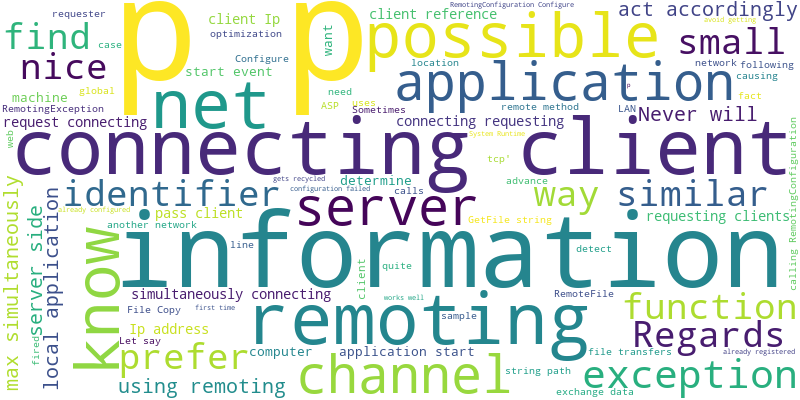 requester
find
case
nice
machine
global
RemotingException
request connecting
web
p p
client Ip
optimization
Configure
start event
net
want
need
ASP
uses
Sometimes
RemotingConfiguration Configure
client reference
possible
location
application
remote method
LAN
act accordingly
avoid getting
small
network
following
causing
IP
fact
Never will
connecting requesting
connecting client
System Runtime
tcp'
gets recycled
configuration failed
determine
calls
advance
identifier
server
way
similar
already configured
pass client
another network
GetFile string
requesting clients
calling RemotingConfiguration
max simultaneously
server side
local application
know
information
line
quite
detect
client
simultaneously connecting
works well
RemoteFile
File Copy
first time
remoting
sample
function
Ip address
Let say
Regards
fired
prefer
computer
application start
file transfers
already registered
using remoting
channel
string path
exchange data
exception